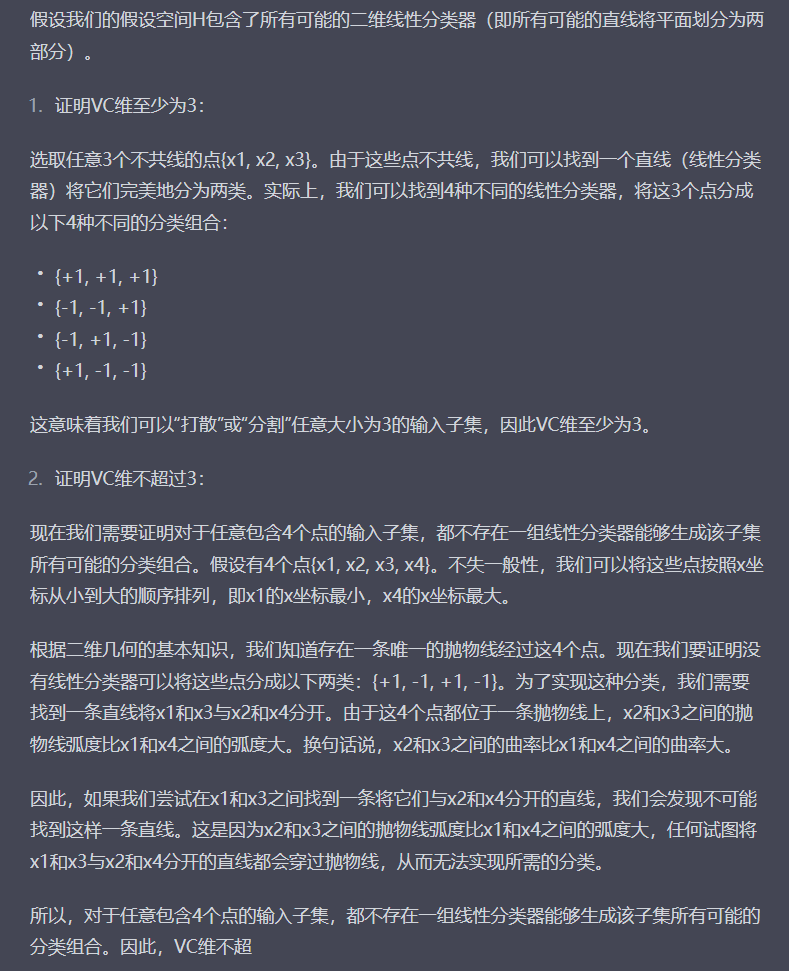 假设我们的假设空间H包含了所有可能的二维线性分类器（即所有可能的直线将平面划分为两
部分）。
1. 证明VC维至少为3：
选取任意3个不共线的点{x1, x2, x3}。由于这些点不共线，我们可以找到一个直线（线性分类
器）将它们完美地分为两类。实际上，我们可以找到4种不同的线性分类器，将这3个点分成
以下4种不同的分类组合：
• {+1, +1, +1}
• {-1, -1, +1}
• {-1, +1, -1}
• {+1, -1, -1}
这意味着我们可以“打散”或“分割”任意大小为3的输入子集，因此VC维至少为3。
2. 证明VC维不超过3：
现在我们需要证明对于任意包含4个点的输入子集，都不存在一组线性分类器能够生成该子集
所有可能的分类组合。假设有4个点{x1, x2, x3, x4}。不失一般性，我们可以将这些点按照x坐
标从小到大的顺序排列，即x1的x坐标最小，x4的x坐标最大。
根据二维几何的基本知识，我们知道存在一条唯一的抛物线经过这4个点。现在我们要证明没
有线性分类器可以将这些点分成以下两类：{+1, -1, +1, -1}。为了实现这种分类，我们需要
找到一条直线将x1和x3与x2和x4分开。由于这4个点都位于一条抛物线上，x2和x3之间的抛
物线弧度比x1和x4之间的弧度大。换句话说，x2和x3之间的曲率比x1和x4之间的曲率大。
因此，如果我们尝试在x1和x3之间找到一条将它们与x2和x4分开的直线，我们会发现不可能
找到这样一条直线。这是因为x2和x3之间的抛物线弧度比x1和x4之间的弧度大，任何试图将
x1和x3与x2和x4分开的直线都会穿过抛物线，从而无法实现所需的分类。
所以，对于任意包含4个点的输入子集，都不存在一组线性分类器能够生成该子集所有可能的
分类组合。因此，VC维不超